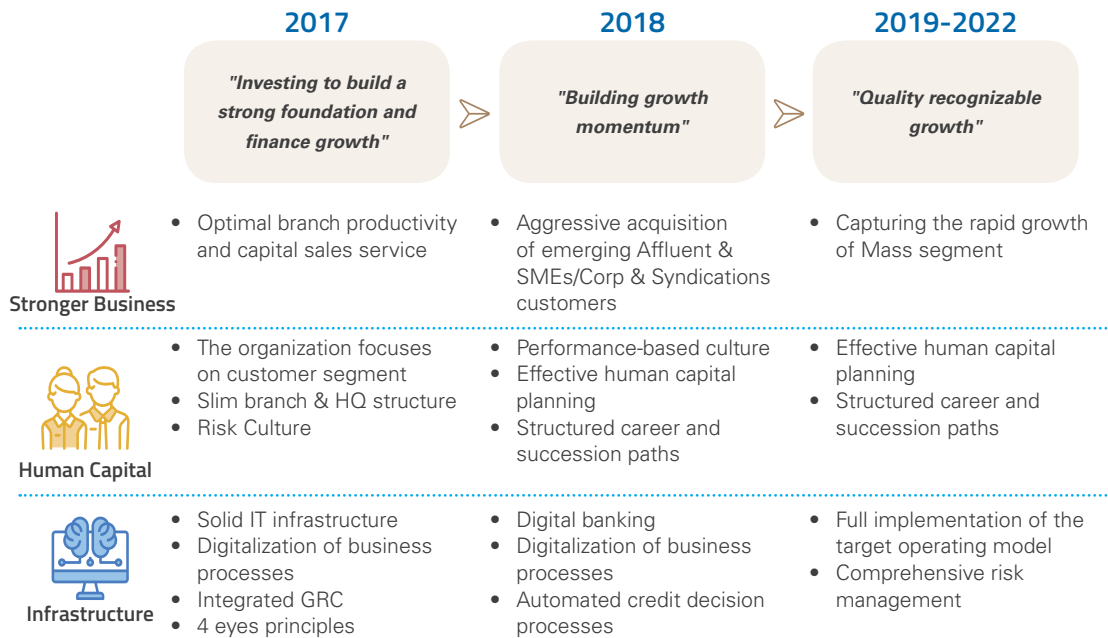 2017
2018
2019-2022
"Investing to build a
strong foundation and
finance growth"
"Building growth
momentum"
"Quality recognizable
growth"
Stronger Business
• Optimal branch productivity
and capital sales service
• Aggressive acquisition
of emerging Affluent &
SMEs/Corp & Syndications
customers
• Capturing the rapid growth
of Mass segment
Human Capital
• The organization focuses
on customer segment
• Slim branch & HQ structure
• Risk Culture
• Performance-based culture
• Effective human capital
planning
• Structured career and
succession paths
• Effective human capital
planning
• Structured career and
succession paths
Infrastructure
• Solid IT infrastructure
• Digitalization of business
processes
• Integrated GRC
• 4 eyes principles
• Digital banking
• Digitalization of business
processes
• Automated credit decision
processes
• Full implementation of the
target operating model
• Comprehensive risk
management